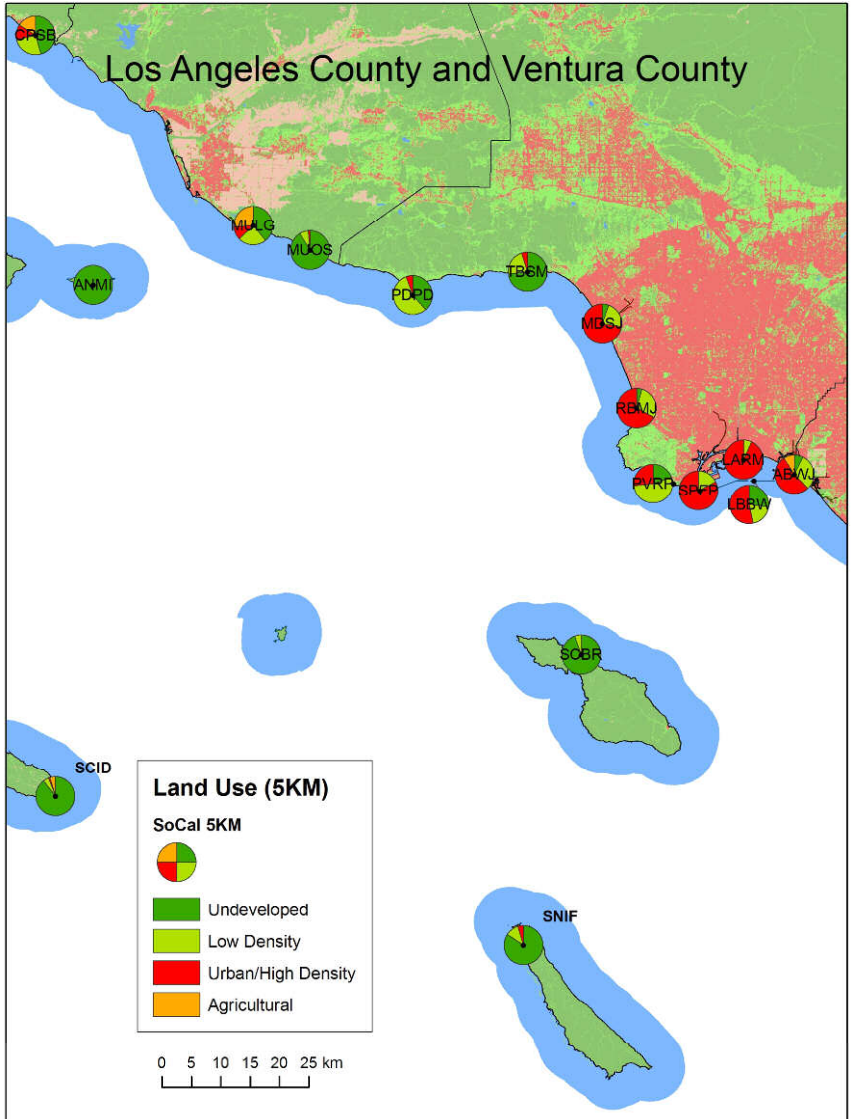 CPSB
Los Angeles County and Ventura County
MULG
MUOS
ANMI
PDPD
TBSM
MDSJ
RBMJ
LARM
ABWJ
PVRP
SPFP
LBBW
SOBR
SCID
Land Use (5KM)
SoCal 5KM
Undeveloped
Low Density
Urban/High Density
Agricultural
SNIF
0 5 10 15 20 25 km